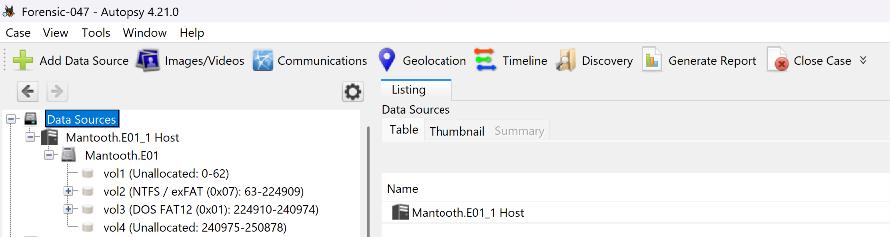 Forensic-047 - Autopsy 4.21.0
Case View Tools Window Help
Add Data Source Images/Videos Communications Geolocation Timeline Discovery Generate Report Close Case
Listing
Data Sources
Data Sources
Table Thumbnail Summary
Mantooth.E01_1 Host
Mantooth.E01
vol1 (Unallocated: 0-62)
vol2 (NTFS / exFAT (0x07): 63-224909)
vol3 (DOS FAT12 (0x01): 224910-240974)
vol4 (Unallocated: 240975-250878)
Name
Mantooth.E01_1 Host